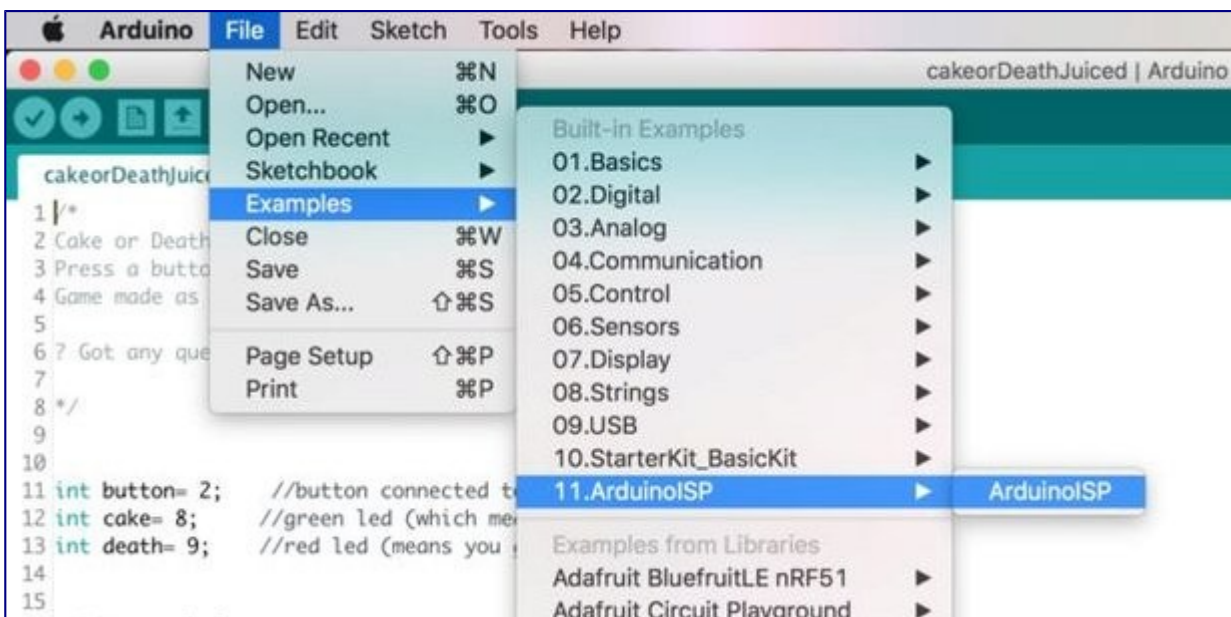 Arduino File Edit Sketch Tools Help
cakeorDeathJuiced | Arduino
New ⌘N
Open... ⌘O
Open Recent
Sketchbook
Examples
Close ⌘W
Save ⌘S
Save As... ⇧⌘S
Page Setup ⇧⌘P
Print ⌘P
Built-in Examples
01.Basics
02.Digital
03.Analog
04.Communication
05.Control
06.Sensors
07.Display
08.Strings
09.USB
10.StarterKit_BasicKit
11.ArduinoISP
ArduinoISP
Examples from Libraries
Adafruit BluefruitLE nRF51
Adafruit Circuit Playground
cakeorDeathJuice
1 /*
2 Cake or Death
3 Press a butto
4 Game made as
5
6 ? Got any que
7
8 */
9
10
11 int button= 2; //button connected t
12 int cake= 8; //green led (which me
13 int death= 9; //red led (means you
14
15